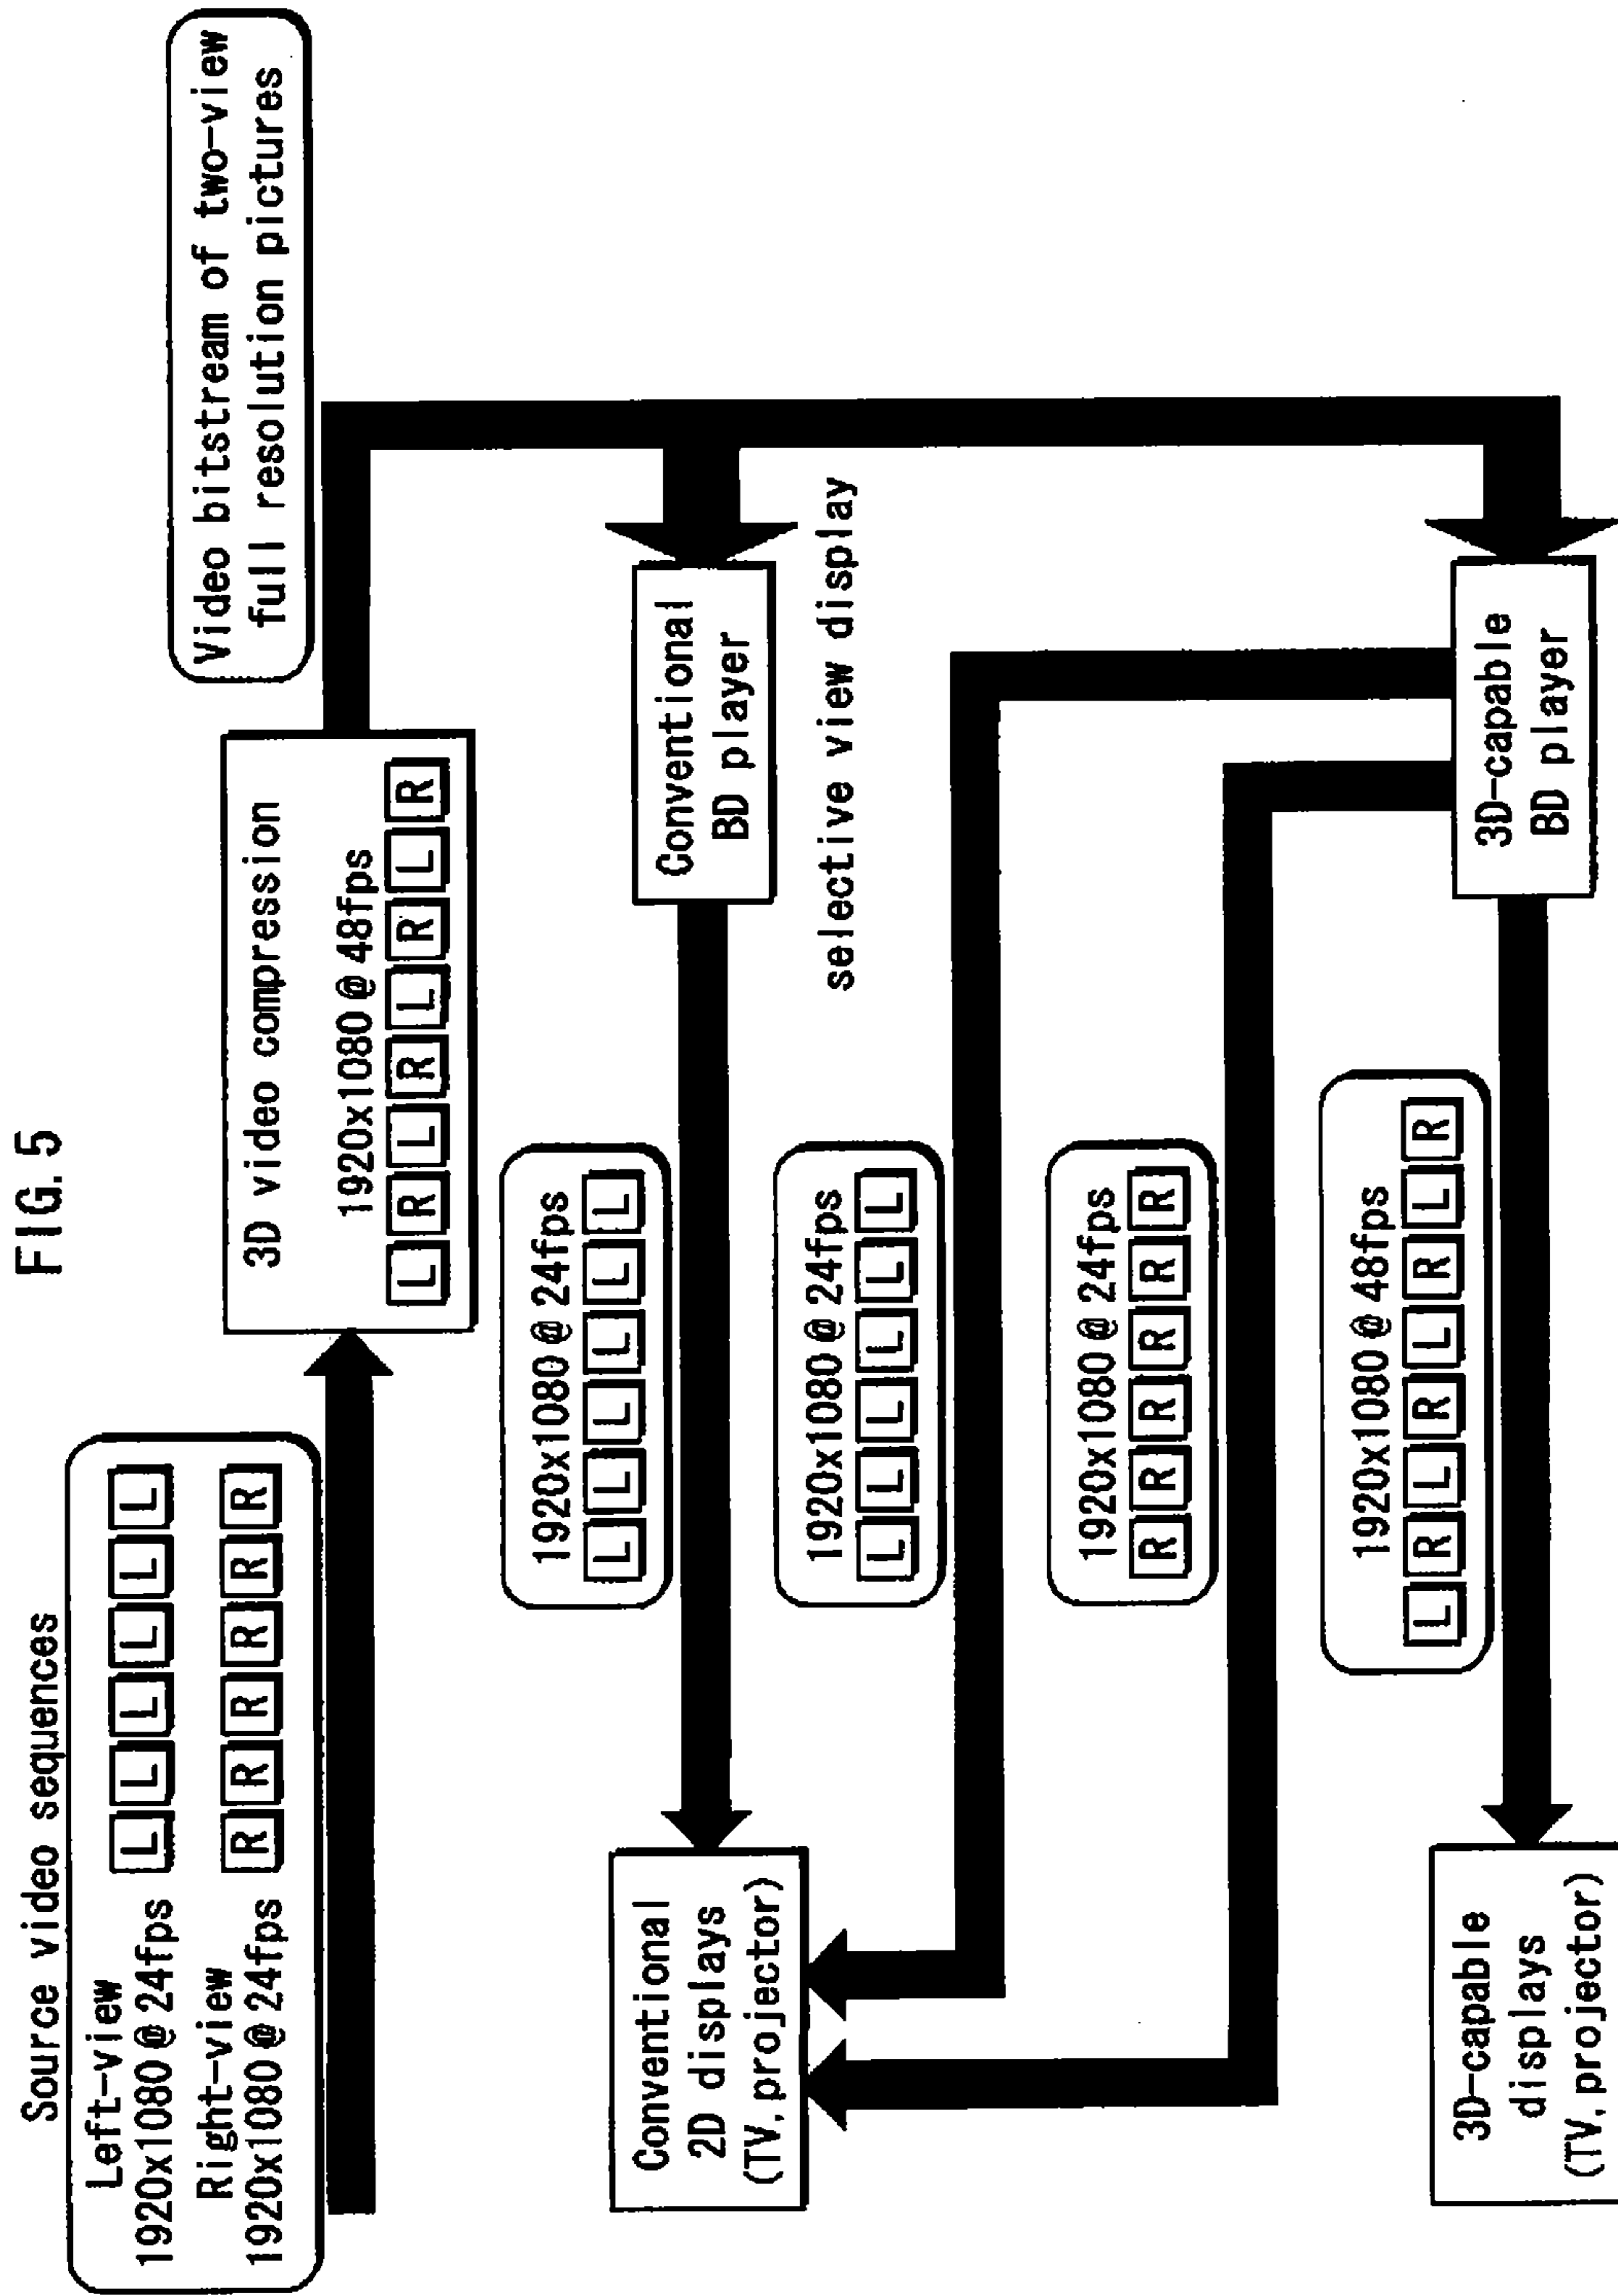 FIG. 5
Source video sequences
Left-view
1920x1080@24fps L L L L L L
Right-view
1920x1080@24fps R R R R R R
3D video compression
1920x1080@48fps
L R L R L R L R
Video bitstream of two-view
full resolution pictures
1920x1080@24fps
L L L L L L
Conventional
BD player
Conventional
2D displays
(TV, projector)
selective view display
1920x1080@24fps
L L L L L L
1920x1080@24fps
R R R R R R
1920x1080@48fps
L R L R L R L R
3D-capable
BD player
3D-capable
displays
(TV, projector)